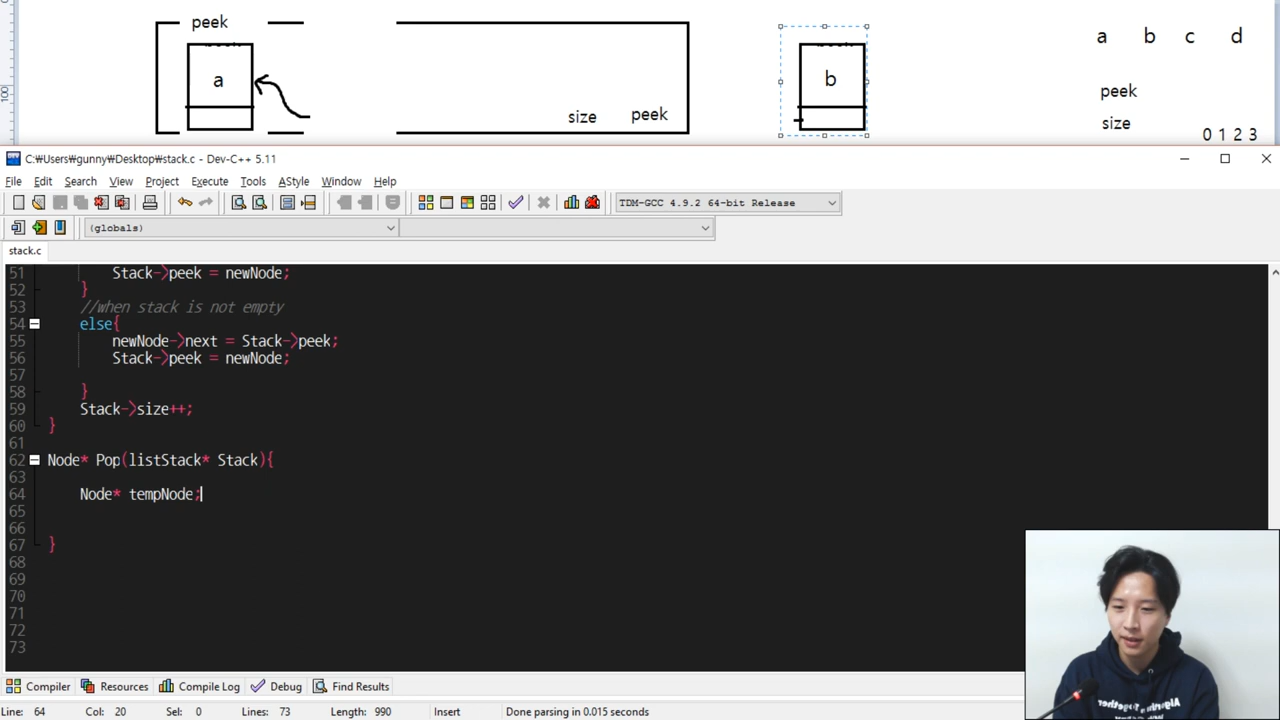 peek
a
size peek
b
a b c d
peek
size
0 1 2 3
100
C:₩Users₩gunny₩Desktop₩stack.c - Dev-C++ 5.11
File Edit Search View Project Execute Tools AStyle Window Help
TDM-GCC 4.9.2 64-bit Release
(globals)
stack.c
51 Stack->peek = newNode;
52 }
53 //when stack is not empty
54 else{
55 newNode->next = Stack->peek;
56 Stack->peek = newNode;
57
58 }
59 Stack->size++;
60 }
61
62 Node* Pop(listStack* Stack){
63
64 Node* tempNode;
65
66
67 }
68
69
70
71
72
73
Compiler Resources Compile Log Debug Find Results
Line: 64 Col: 20 Sel: 0 Lines: 73 Length: 990 Insert Done parsing in 0.015 seconds